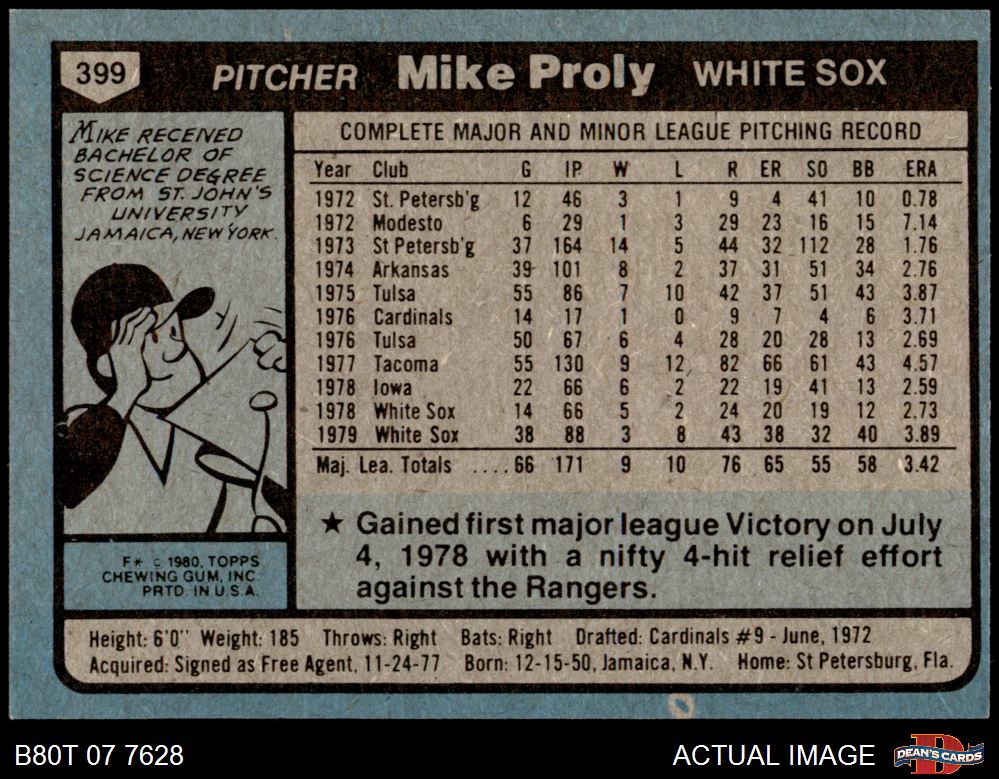 399 PITCHER Mike Proly WHITE SOX
MIKE RECEIVED
BACHELOR OF
SCIENCE DEGREE
FROM ST. JOHN'S
UNIVERSITY
JAMAICA, NEW YORK.
COMPLETE MAJOR AND MINOR LEAGUE PITCHING RECORD
Year Club G IP W L R ER SO BB ERA
1972 St. Petersb'g 12 46 3 1 9 4 41 10 0.78
1972 Modesto 6 29 1 3 29 23 16 15 7.14
1973 St Petersb'g 37 164 14 5 44 32 112 28 1.76
1974 Arkansas 39 101 8 2 37 31 51 34 2.76
1975 Tulsa 55 86 7 10 42 37 51 43 3.87
1976 Cardinals 14 17 1 0 9 7 4 6 3.71
1976 Tulsa 50 67 6 4 28 20 28 13 2.69
1977 Tacoma 55 130 9 12 82 66 61 43 4.57
1978 Iowa 22 66 6 2 22 19 41 13 2.59
1978 White Sox 14 66 5 2 24 20 19 12 2.73
1979 White Sox 38 88 3 8 43 38 32 40 3.89
Maj. Lea. Totals ....66 171 9 10 76 65 55 58 3.42
★ Gained first major league Victory on July
4, 1978 with a nifty 4-hit relief effort
against the Rangers.
F* © 1980, TOPPS
CHEWING GUM, INC.
PRTD. IN U.S.A.
Height: 6'0" Weight: 185 Throws: Right Bats: Right Drafted: Cardinals #9 - June, 1972
Acquired: Signed as Free Agent, 11-24-77 Born: 12-15-50, Jamaica, N.Y. Home: St Petersburg, Fla.
B80T 07 7628
ACTUAL IMAGE
D
DEAN'S CARDS